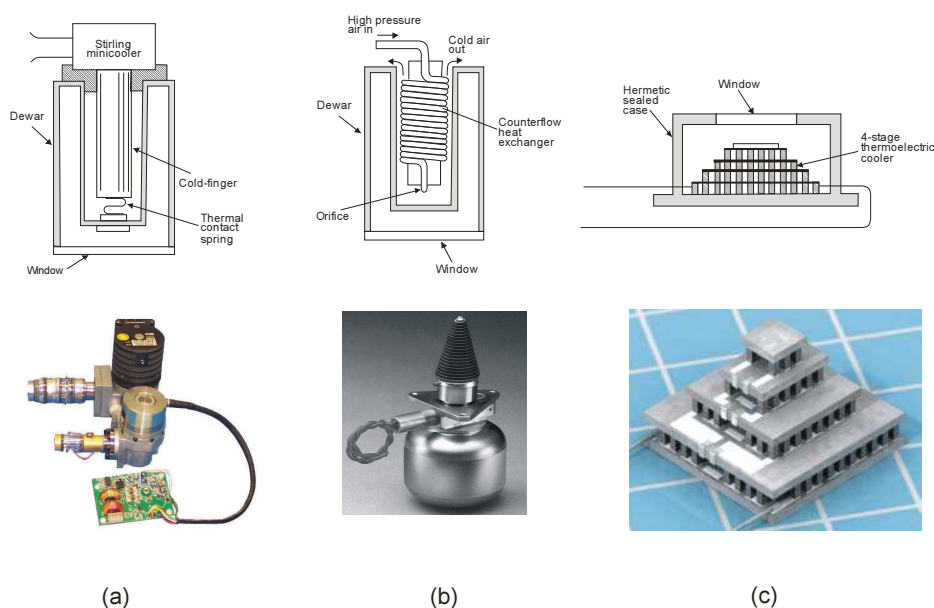 (a)
Stirling
minicooler
Dewar
Cold-finger
Thermal
contact
spring
Window
(b)
High pressure
air in
Cold air
out
Dewar
Counterflow
heat
exchanger
Orifice
Window
(c)
Hermetic
sealed
case
Window
4-stage
thermoelectric
cooler
(a)
(b)
(c)